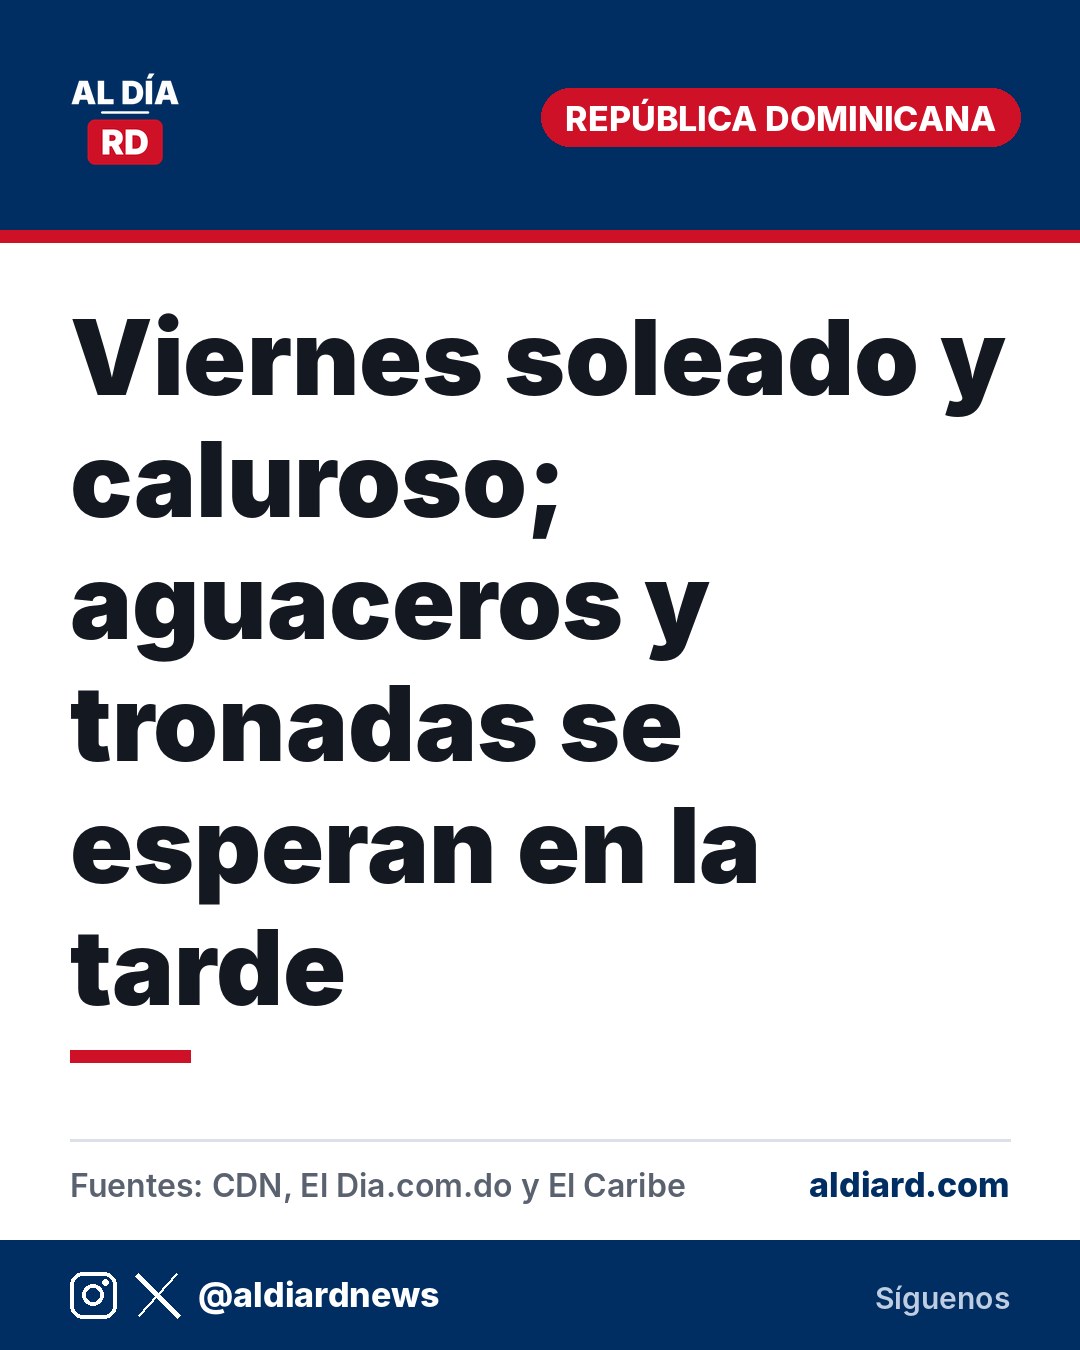 AL DÍA
RD
REPÚBLICA DOMINICANA
Viernes soleado y
caluroso;
aguaceros y
tronadas se
esperan en la
tarde
Fuentes: CDN, El Dia.com.do y El Caribe
aldiard.com
@aldiardnews
Síguenos